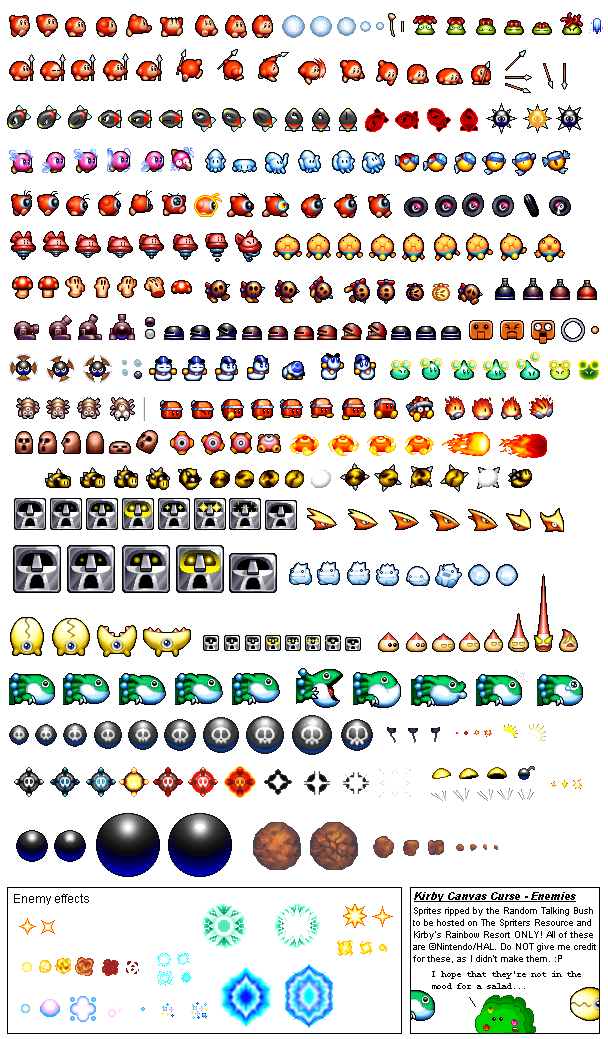 Enemy effects
Kirby Canvas Curse - Enemies
Sprites ripped by the Random Talking Bush
to be hosted on The Spriters Resource and
Kirby's Rainbow Resort ONLY! All of these
are ©Nintendo/HAL. Do NOT give me credit
for these, as I didn't make them. :P
I hope that they're not in the
mood for a salad...